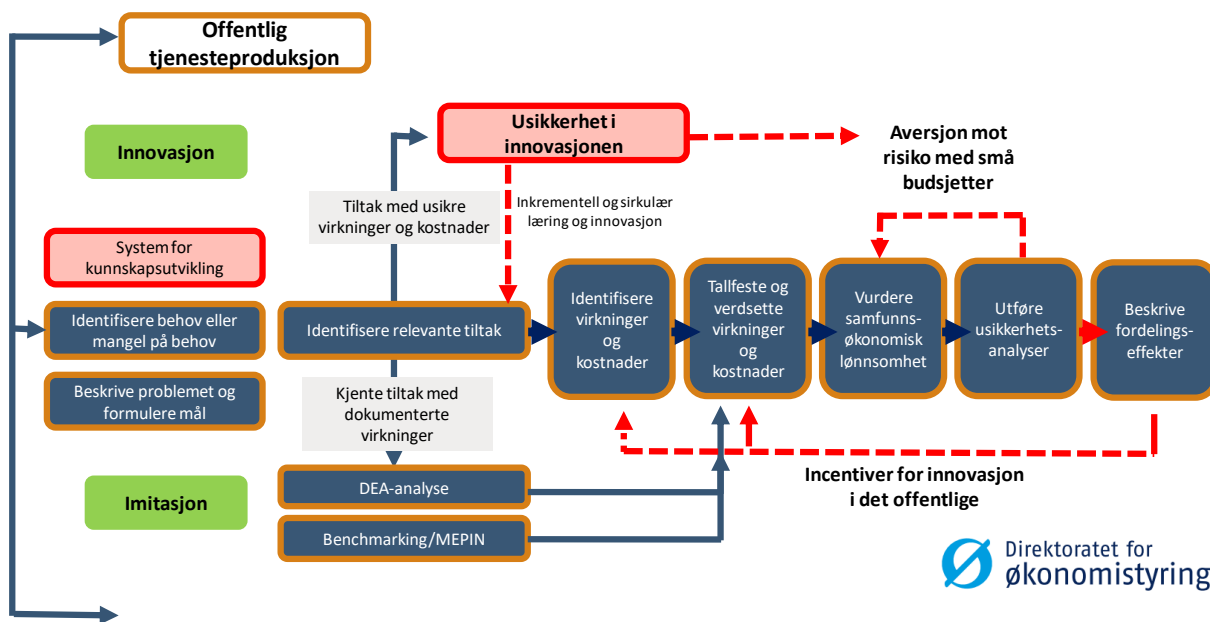 Offentlig
tjenesteproduksjon
Innovasjon
Usikkerhet i
innovasjonen
Aversjon mot
risiko med små
budsjetter
Tiltak med usikre
virkninger og kostnader
Inkrementell og sirkulær
læring og innovasjon
System for
kunnskapsutvikling
Identifisere behov eller
mangel på behov
Beskrive problemet og
formulere mål
Identifisere relevante tiltak
Identifisere
virkninger
og
kostnader
Tallfeste og
verdsette
virkninger
og
kostnader
Vurdere
samfunns-
økonomisk
lønnsomhet
Utføre
usikkerhets-
analyser
Beskrive
fordelings-
effekter
Kjente tiltak med
dokumenterte
virkninger
Incentiver for innovasjon
i det offentlige
Imitasjon
DEA-analyse
Benchmarking/MEPIN
Direktoratet for
økonomistyring